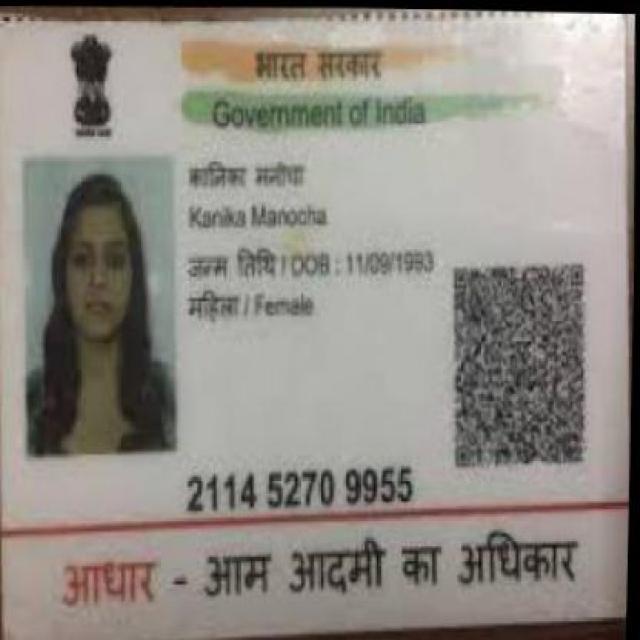 भारत सरकार
Government of India
कानिका मनोचा
Kanika Manocha
जन्म तिथि / DOB : 11/09/1993
महिला / Female
2114 5270 9955
आधार - आम आदमी का अधिकार